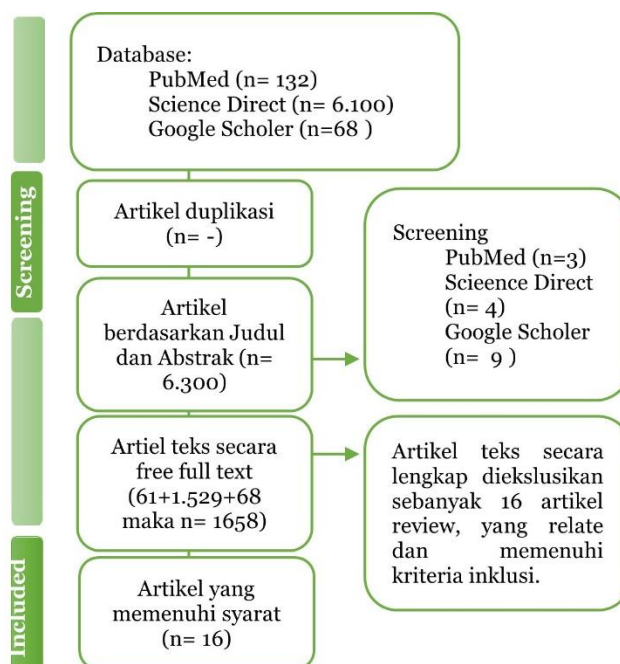 Database:
PubMed (n= 132)
Science Direct (n= 6.100)
Google Scholer (n=68 )
Screening
Artikel duplikasi
(n= -)
Screening
PubMed (n=3)
Scieence Direct
(n= 4)
Google Scholer
(n=  9 )
Artikel
berdasarkan Judul
dan Abstrak (n=
6.300)
Artiel teks secara
free full text
(61+1.529+68
maka n= 1658)
Artikel teks secara
lengkap diekslusikan
sebanyak 16 artikel
review, yang relate
dan memenuhi
kriteria inklusi.
Included
Artikel yang
memenuhi syarat
(n= 16)